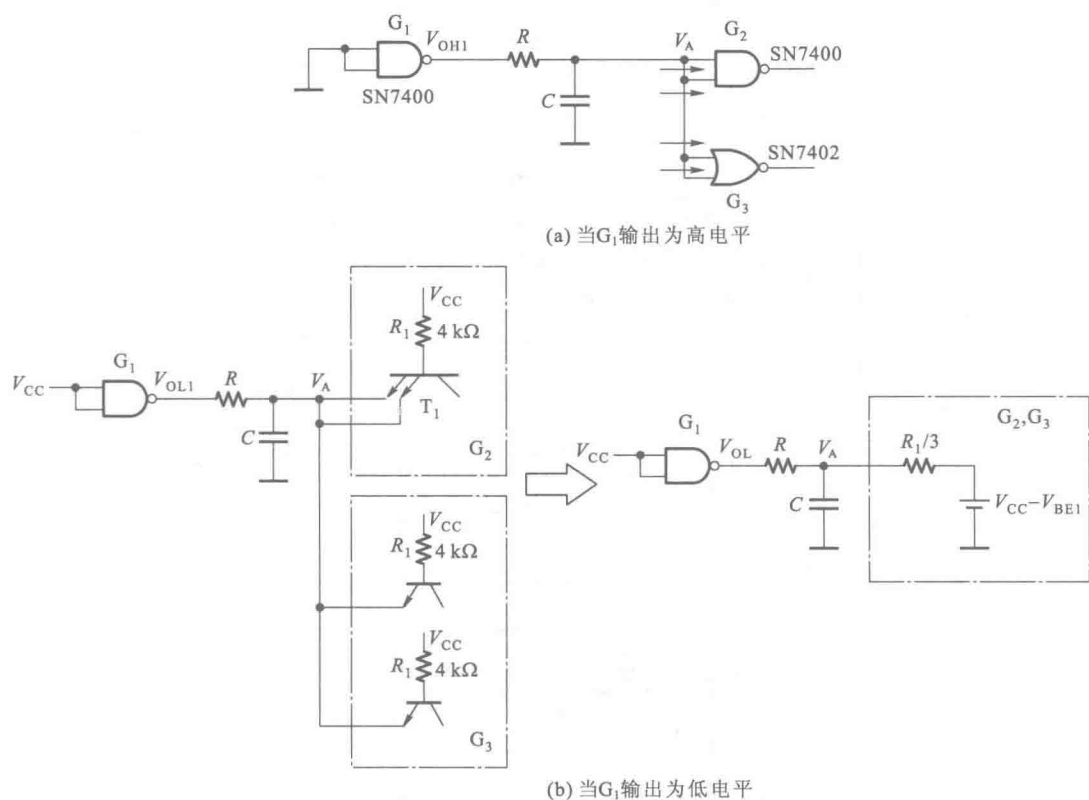 G₁
V_OH1
R
V_A
G₂
SN7400
SN7400
C
SN7402
G₃
(a) 当G₁输出为高电平
V_CC
R₁
4 kΩ
G₁
V_CC
V_OL1
R
V_A
T₁
C
G₂
V_CC
R₁
4 kΩ
V_CC
R₁
4 kΩ
G₃
G₂,G₃
G₁
V_CC
V_OL
R
V_A
R₁/3
C
V_CC−V_BE1
(b) 当G₁输出为低电平